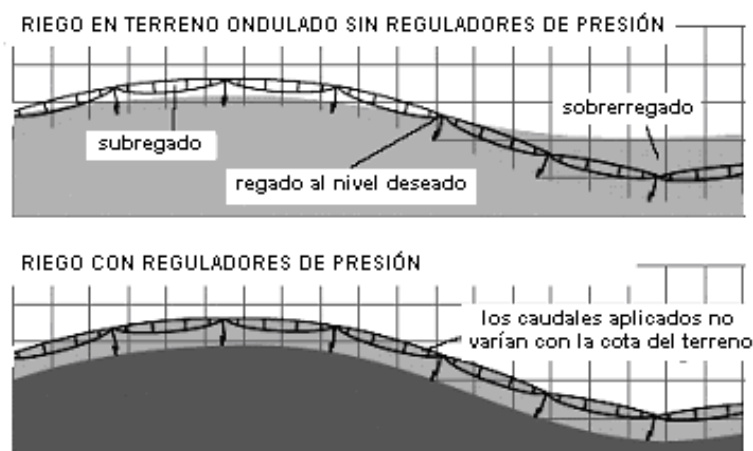 RIEGO EN TERRENO ONDULADO SIN REGULADORES DE PRESIÓN
sobrerregado
subregado
regado al nivel deseado
RIEGO CON REGULADORES DE PRESIÓN
los caudales aplicados no
varían con la cota del terreno